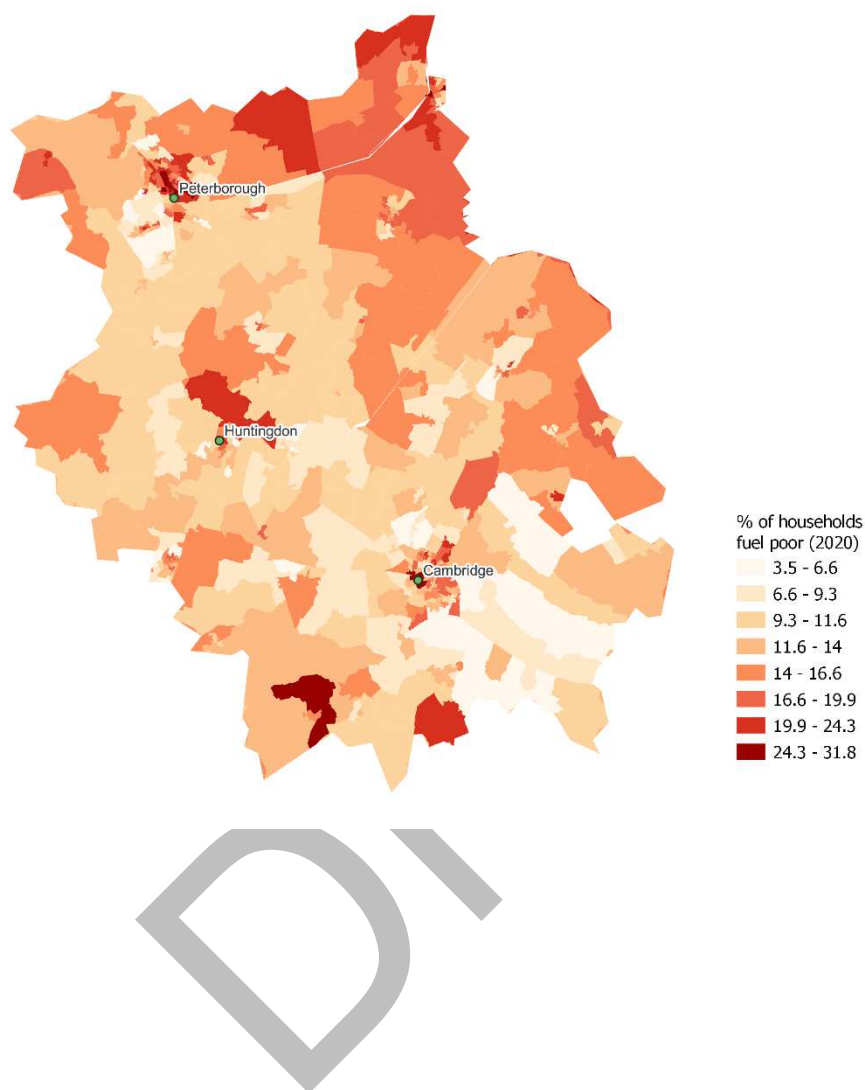 Peterborough
Huntingdon
Cambridge
% of households
fuel poor (2020)
3.5 - 6.6
6.6 - 9.3
9.3 - 11.6
11.6 - 14
14 - 16.6
16.6 - 19.9
19.9 - 24.3
24.3 - 31.8